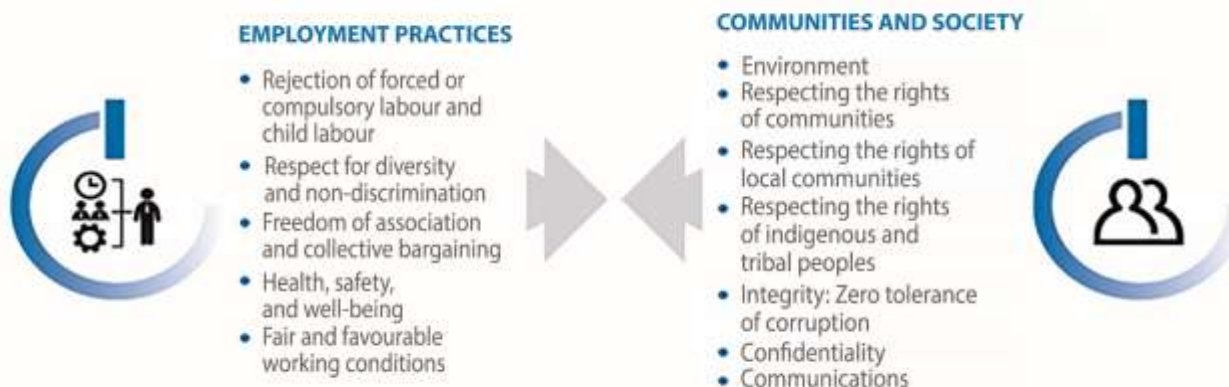 EMPLOYMENT PRACTICES
• Rejection of forced or
compulsory labour and
child labour
• Respect for diversity
and non-discrimination
• Freedom of association
and collective bargaining
• Health, safety,
and well-being
• Fair and favourable
working conditions
COMMUNITIES AND SOCIETY
• Environment
• Respecting the rights
of communities
• Respecting the rights of
local communities
• Respecting the rights
of indigenous and
tribal peoples
• Integrity: Zero tolerance
of corruption
• Confidentiality
• Communications